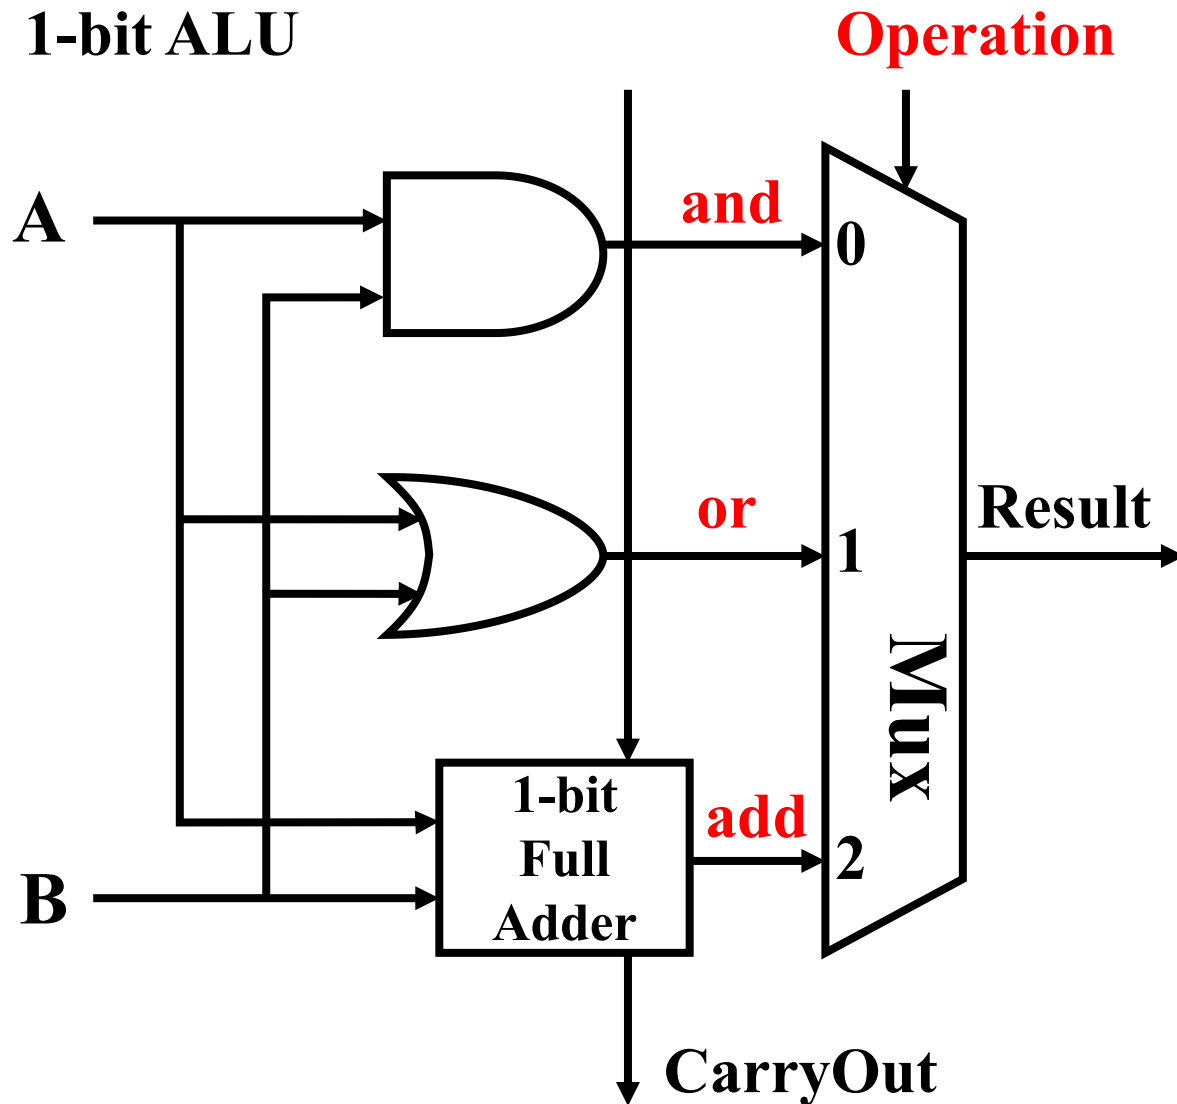 1-bit ALU
Operation
A
and
0
or
1
Result
Mux
1-bit
Full
Adder
add
2
B
CarryOut